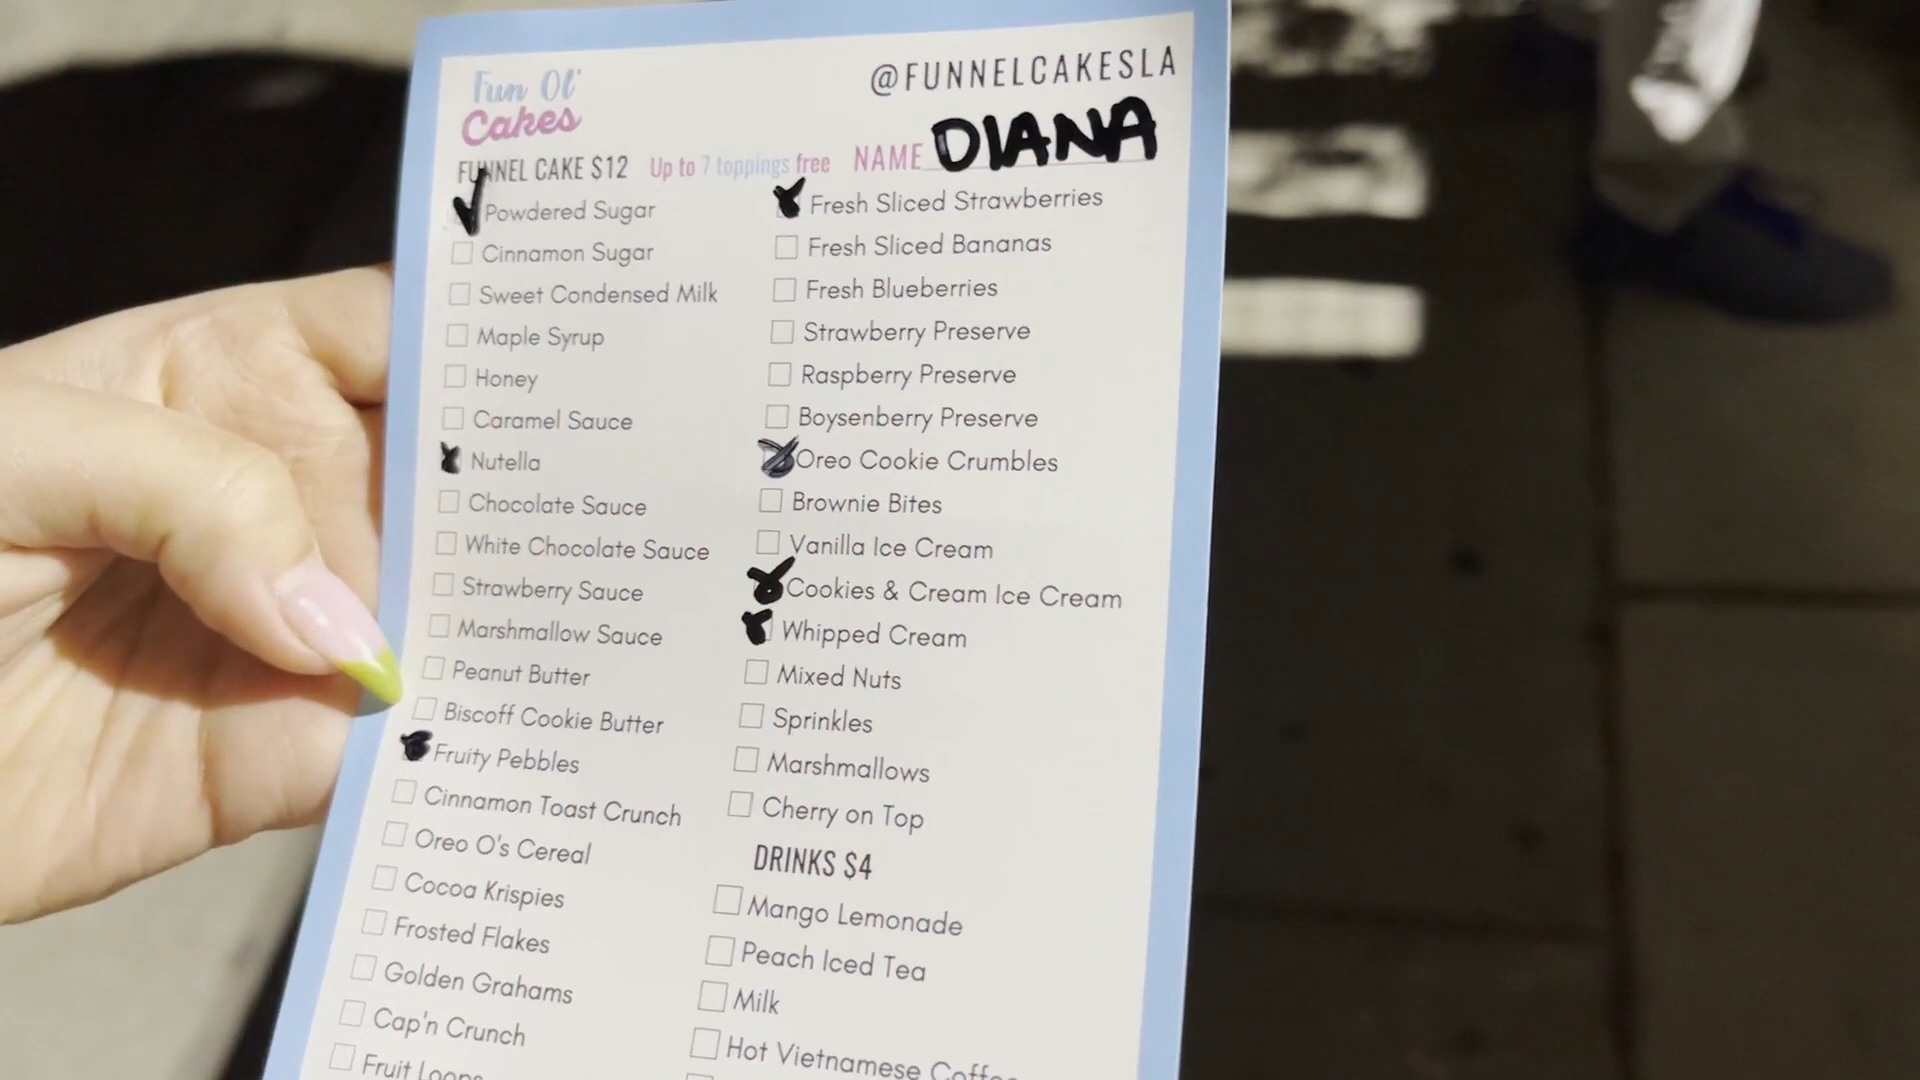 Fun Ol'
Cakes
@FUNNELCAKESLA
FUNNEL CAKE $12 Up to 7 toppings free
NAME DIANA
Powdered Sugar
Cinnamon Sugar
Sweet Condensed Milk
Maple Syrup
Honey
Caramel Sauce
Nutella
Chocolate Sauce
White Chocolate Sauce
Strawberry Sauce
Marshmallow Sauce
Peanut Butter
Biscoff Cookie Butter
Fruity Pebbles
Cinnamon Toast Crunch
Oreo O's Cereal
Cocoa Krispies
Frosted Flakes
Golden Grahams
Cap'n Crunch
Fruit Loops
Fresh Sliced Strawberries
Fresh Sliced Bananas
Fresh Blueberries
Strawberry Preserve
Raspberry Preserve
Boysenberry Preserve
Oreo Cookie Crumbles
Brownie Bites
Vanilla Ice Cream
Cookies & Cream Ice Cream
Whipped Cream
Mixed Nuts
Sprinkles
Marshmallows
Cherry on Top
DRINKS $4
Mango Lemonade
Peach Iced Tea
Milk
Hot Vietnamese Coffee